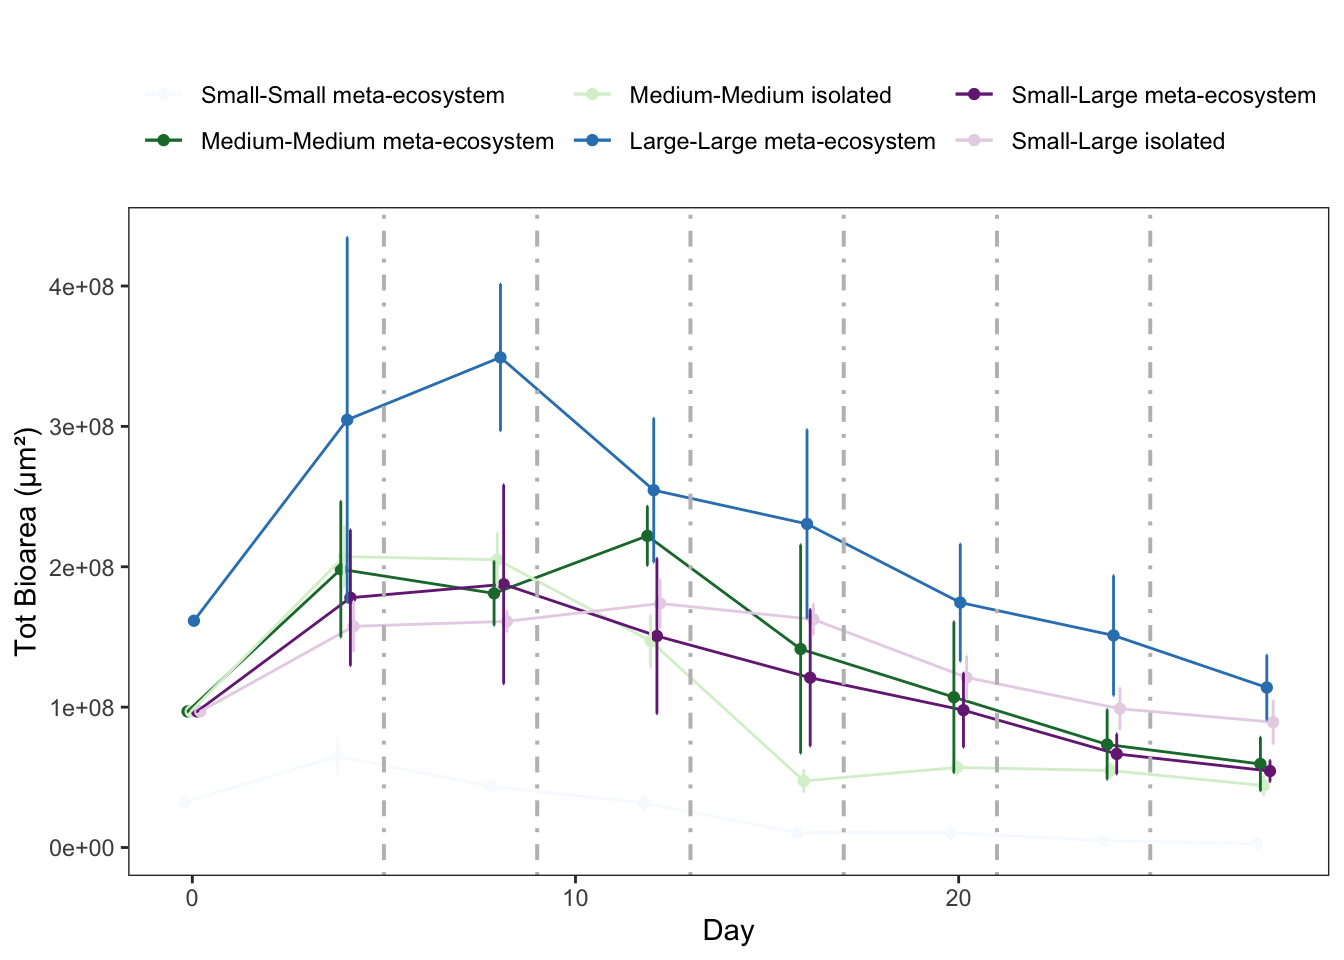 Small-Small meta-ecosystem
Medium-Medium isolated
Small-Large meta-ecosystem
Medium-Medium meta-ecosystem
Large-Large meta-ecosystem
Small-Large isolated
Tot Bioarea (µm²)
4e+08
3e+08
2e+08
1e+08
0e+00
0
10
20
Day